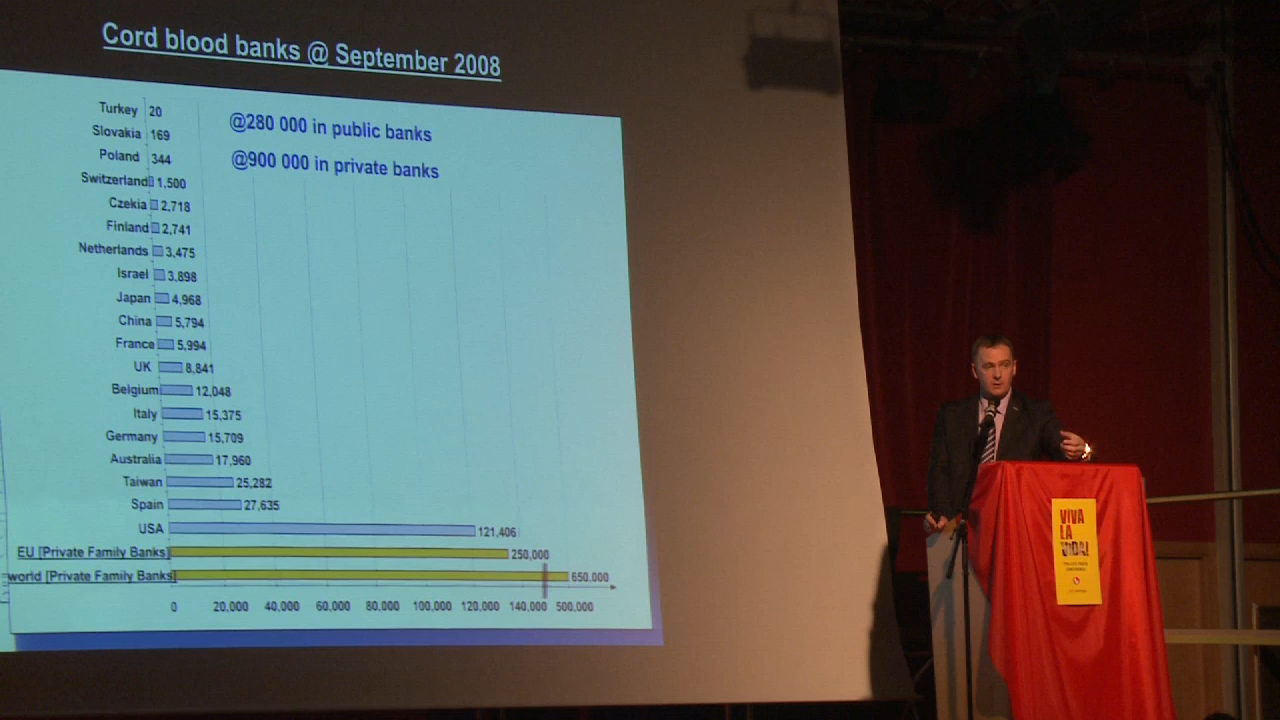 Cord blood banks @ September 2008
@280 000 in public banks
@900 000 in private banks
Turkey 20
Slovakia 169
Poland 344
Switzerland 1,500
Czekia 2,718
Finland 2,741
Netherlands 3,475
Israel 3,898
Japan 4,968
China 5,794
France 5,994
UK 8,841
Belgium 12,048
Italy 15,375
Germany 15,709
Australia 17,960
Taiwan 25,282
Spain 27,635
USA 121,406
EU [Private Family Banks] 250,000
world [Private Family Banks] 650,000
0 20,000 40,000 60,000 80,000 100,000 120,000 140,000 500,000
VIVA
LA
VIDA!